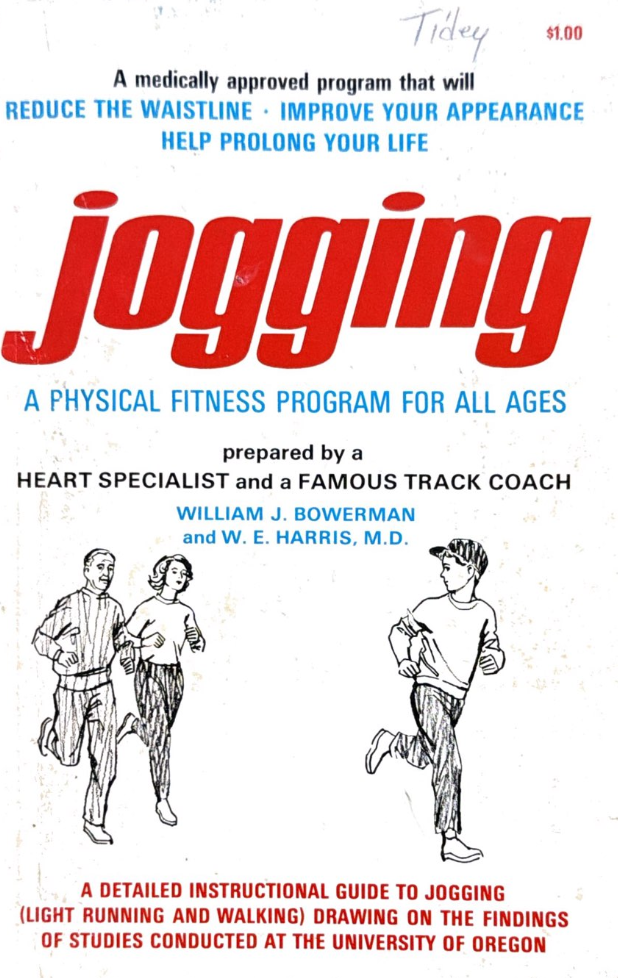 Tidey
$1.00
A medically approved program that will
REDUCE THE WAISTLINE · IMPROVE YOUR APPEARANCE
HELP PROLONG YOUR LIFE
jogging
A PHYSICAL FITNESS PROGRAM FOR ALL AGES
prepared by a
HEART SPECIALIST and a FAMOUS TRACK COACH
WILLIAM J. BOWERMAN
and W. E. HARRIS, M.D.
A DETAILED INSTRUCTIONAL GUIDE TO JOGGING
(LIGHT RUNNING AND WALKING) DRAWING ON THE FINDINGS
OF STUDIES CONDUCTED AT THE UNIVERSITY OF OREGON